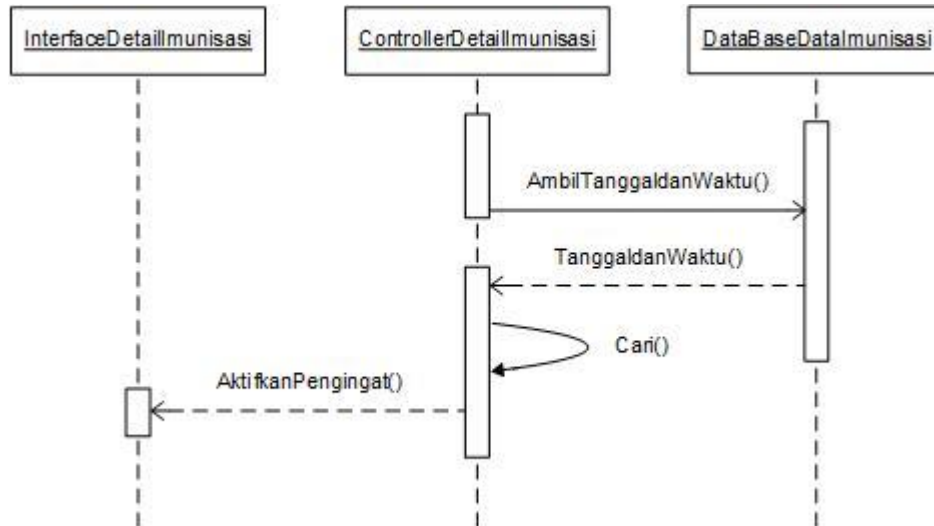 InterfaceDetailImunisasi
ControllerDetailImunisasi
DataBaseDataImunisasi
AmbilTanggaldanWaktu()
TanggaldanWaktu()
Cari()
AktifkanPengingat()